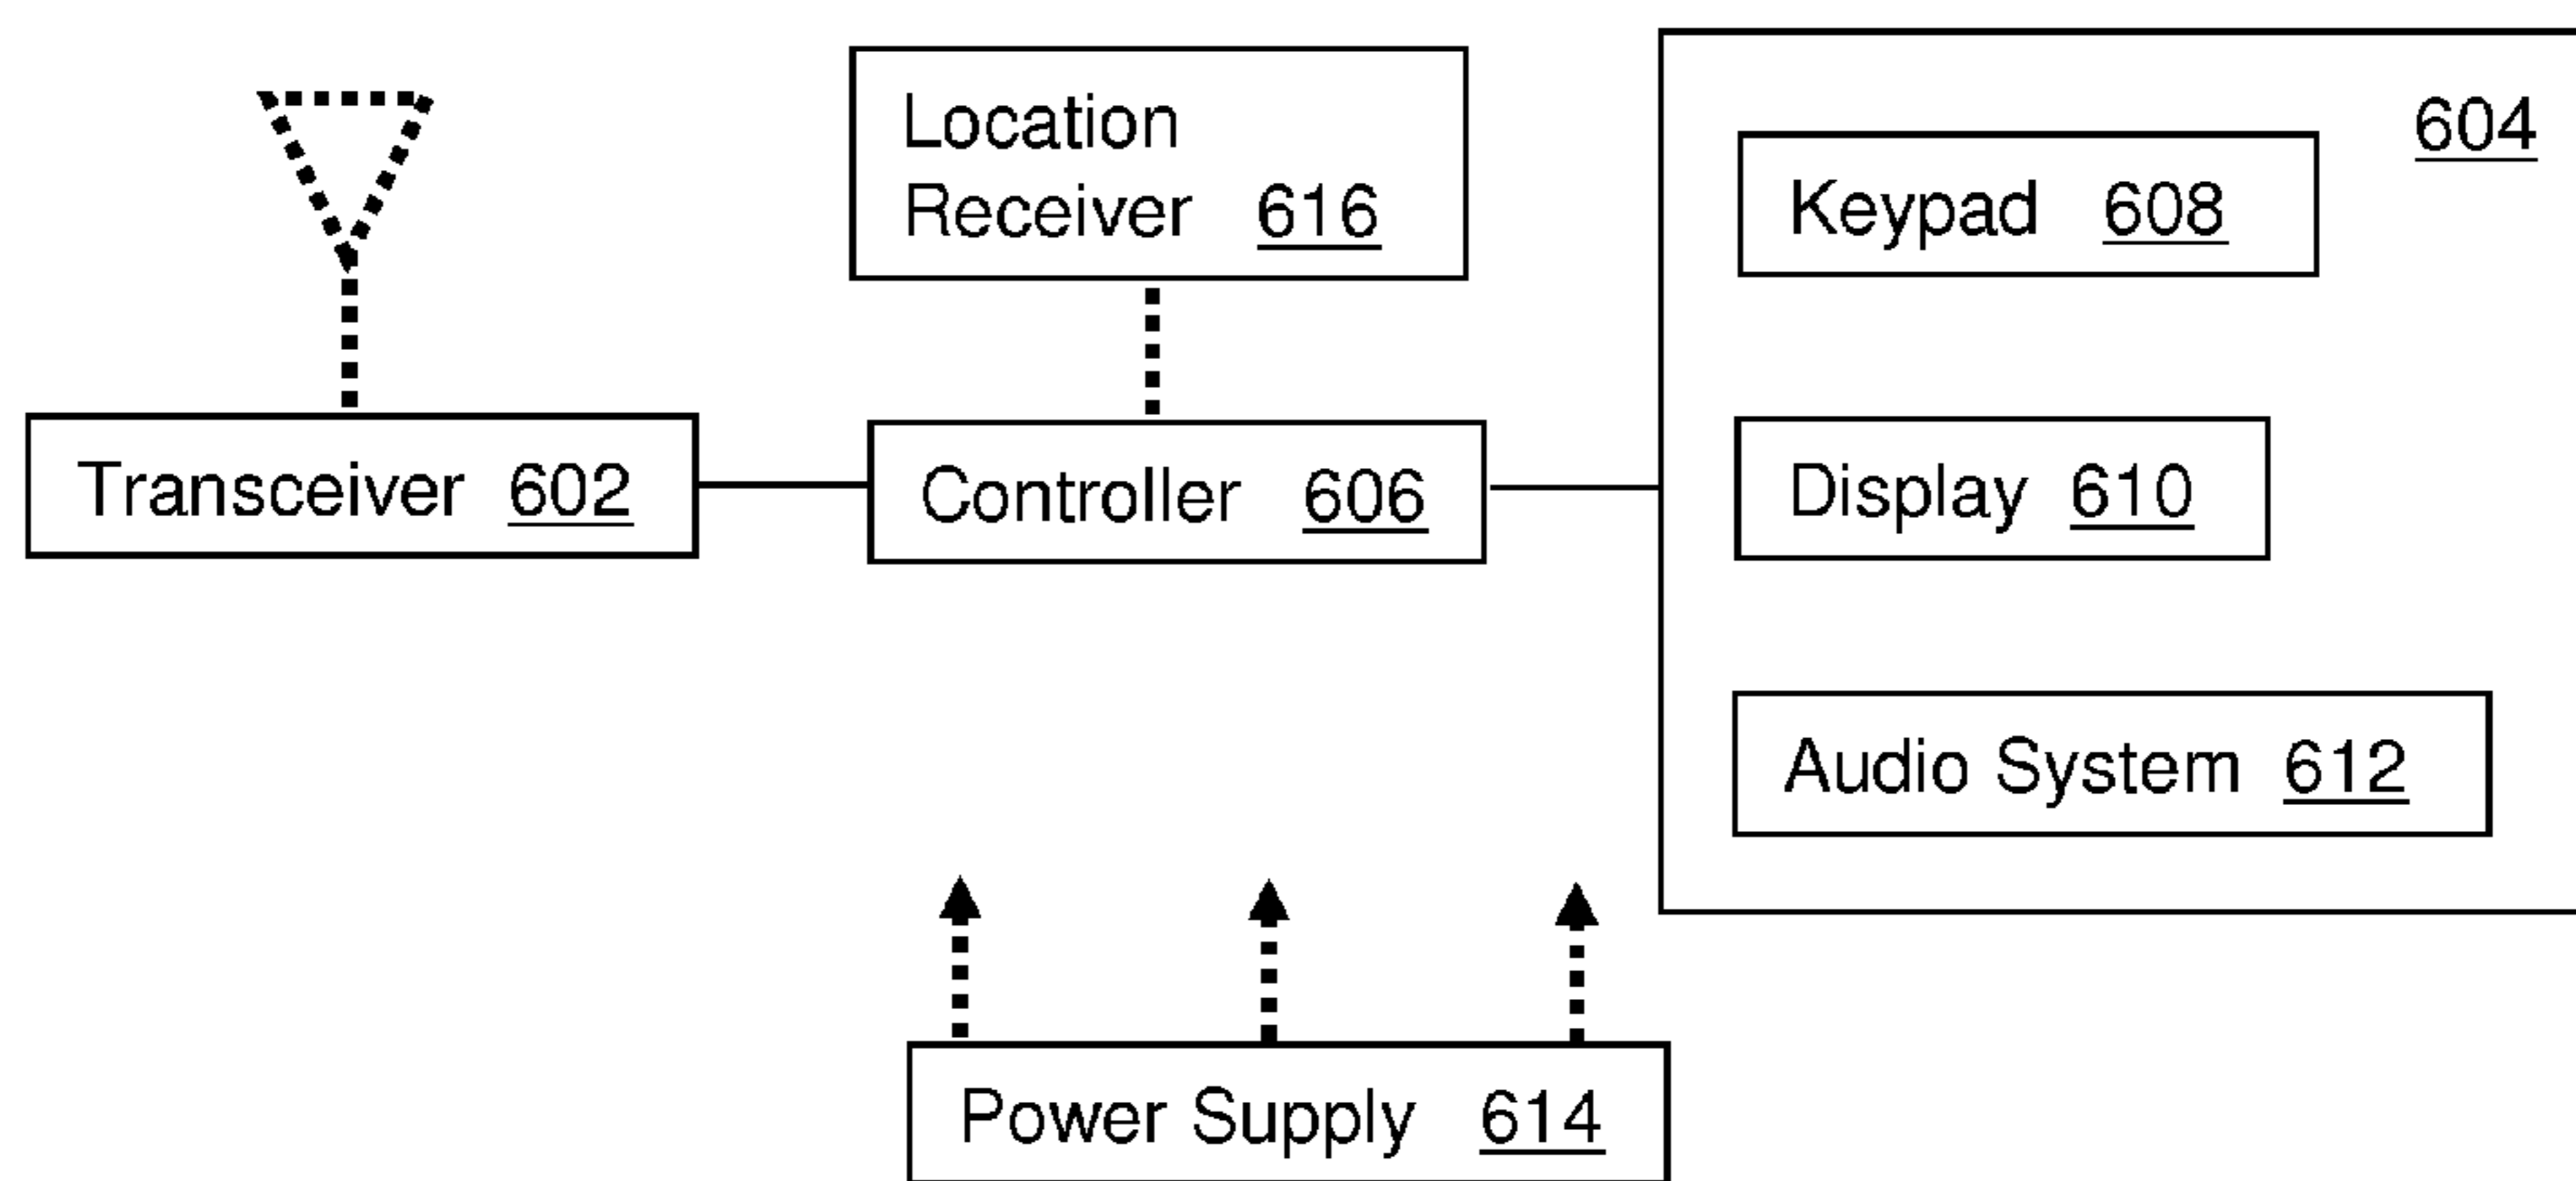 Location
Receiver 616
604
Keypad 608
Transceiver 602
Controller 606
Display 610
Audio System 612
Power Supply 614